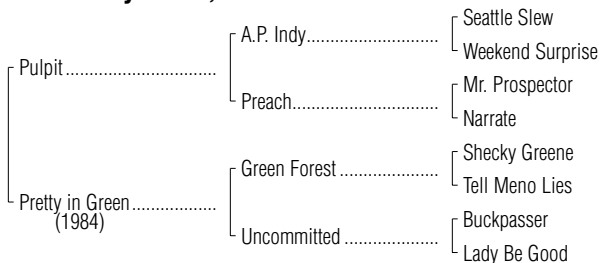 Seattle Slew
A.P. Indy
Weekend Surprise
Pulpit
Mr. Prospector
Preach
Narrate
Shecky Greene
Green Forest
Tell Meno Lies
Pretty in Green
(1984)
Buckpasser
Uncommitted
Lady Be Good